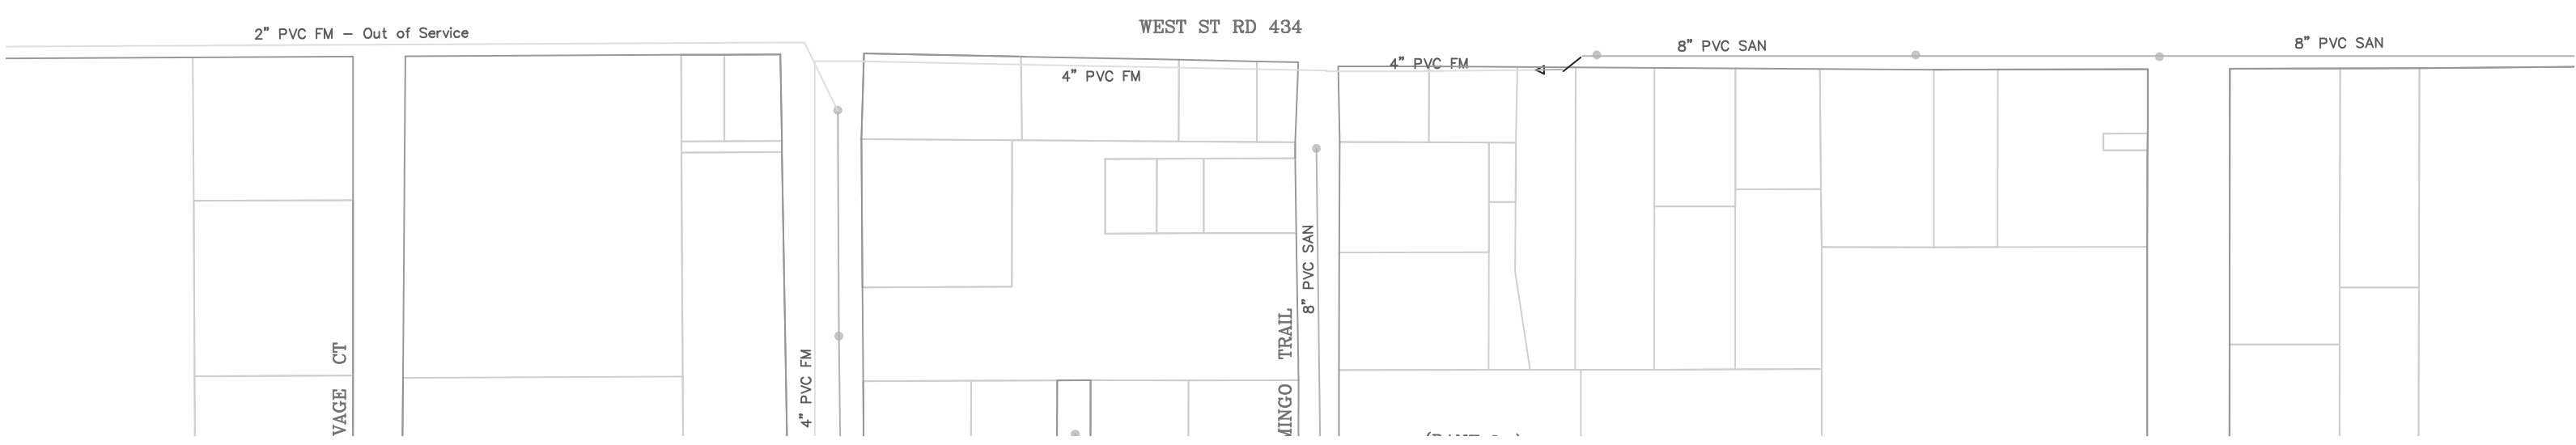 WEST ST RD 434
2" PVC FM - Out of Service
8" PVC SAN
8" PVC SAN
4" PVC FM
4" PVC FM
8" PVC SAN
TRAIL
MINGO
CT
VAGE
4" PVC FM